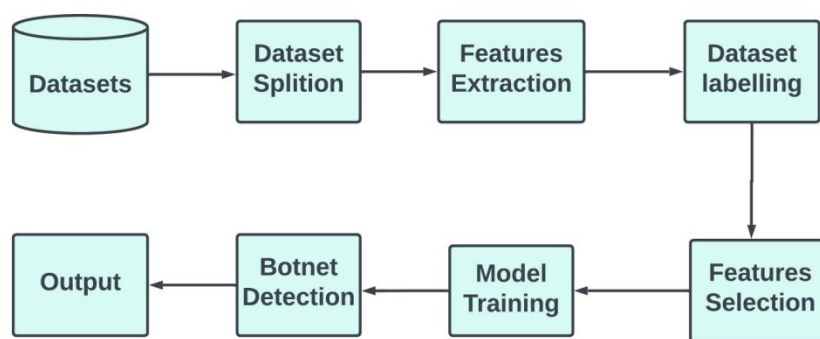 Datasets
Dataset
Splition
Features
Extraction
Dataset
labelling
Features
Selection
Model
Training
Botnet
Detection
Output